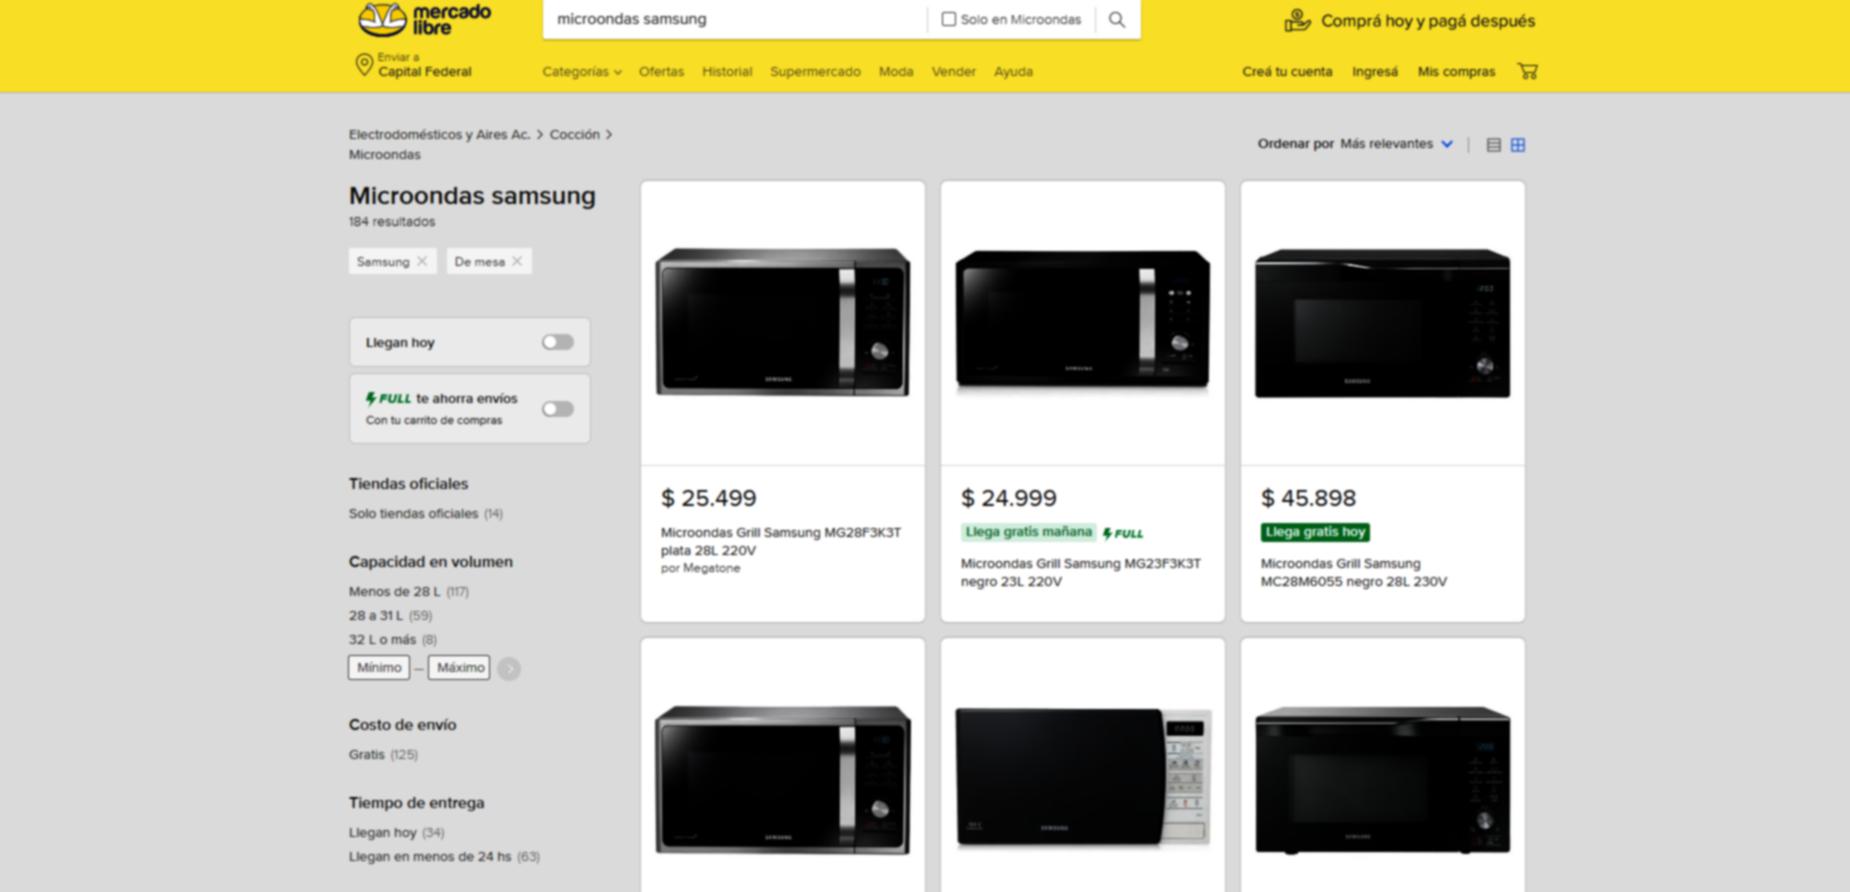 mercado
libre
microondas samsung
Solo en Microondas
Comprá hoy y pagá después
Enviar a
Capital Federal
Categorías
Ofertas
Historial
Supermercado
Moda
Vender
Ayuda
Creá tu cuenta
Ingresá
Mis compras
Electrodomésticos y Aires Ac. > Cocción >
Microondas
Ordenar por Más relevantes
Microondas samsung
184 resultados
Samsung
De mesa
Llegan hoy
FULL te ahorra envíos
Con tu carrito de compras
Tiendas oficiales
Solo tiendas oficiales (14)
Capacidad en volumen
Menos de 28 L (117)
28 a 31 L (59)
32 L o más (8)
Mínimo – Máximo
Costo de envío
Gratis (125)
Tiempo de entrega
Llegan hoy (34)
Llegan en menos de 24 hs (63)
SAMSUNG
$ 25.499
Microondas Grill Samsung MG28F3K3T
plata 28L 220V
por Megatone
SAMSUNG
$ 24.999
Llega gratis mañana FULL
Microondas Grill Samsung MG23F3K3T
negro 23L 220V
SAMSUNG
$ 45.898
Llega gratis hoy
Microondas Grill Samsung
MC28M6055 negro 28L 230V
SAMSUNG
SAMSUNG
SAMSUNG